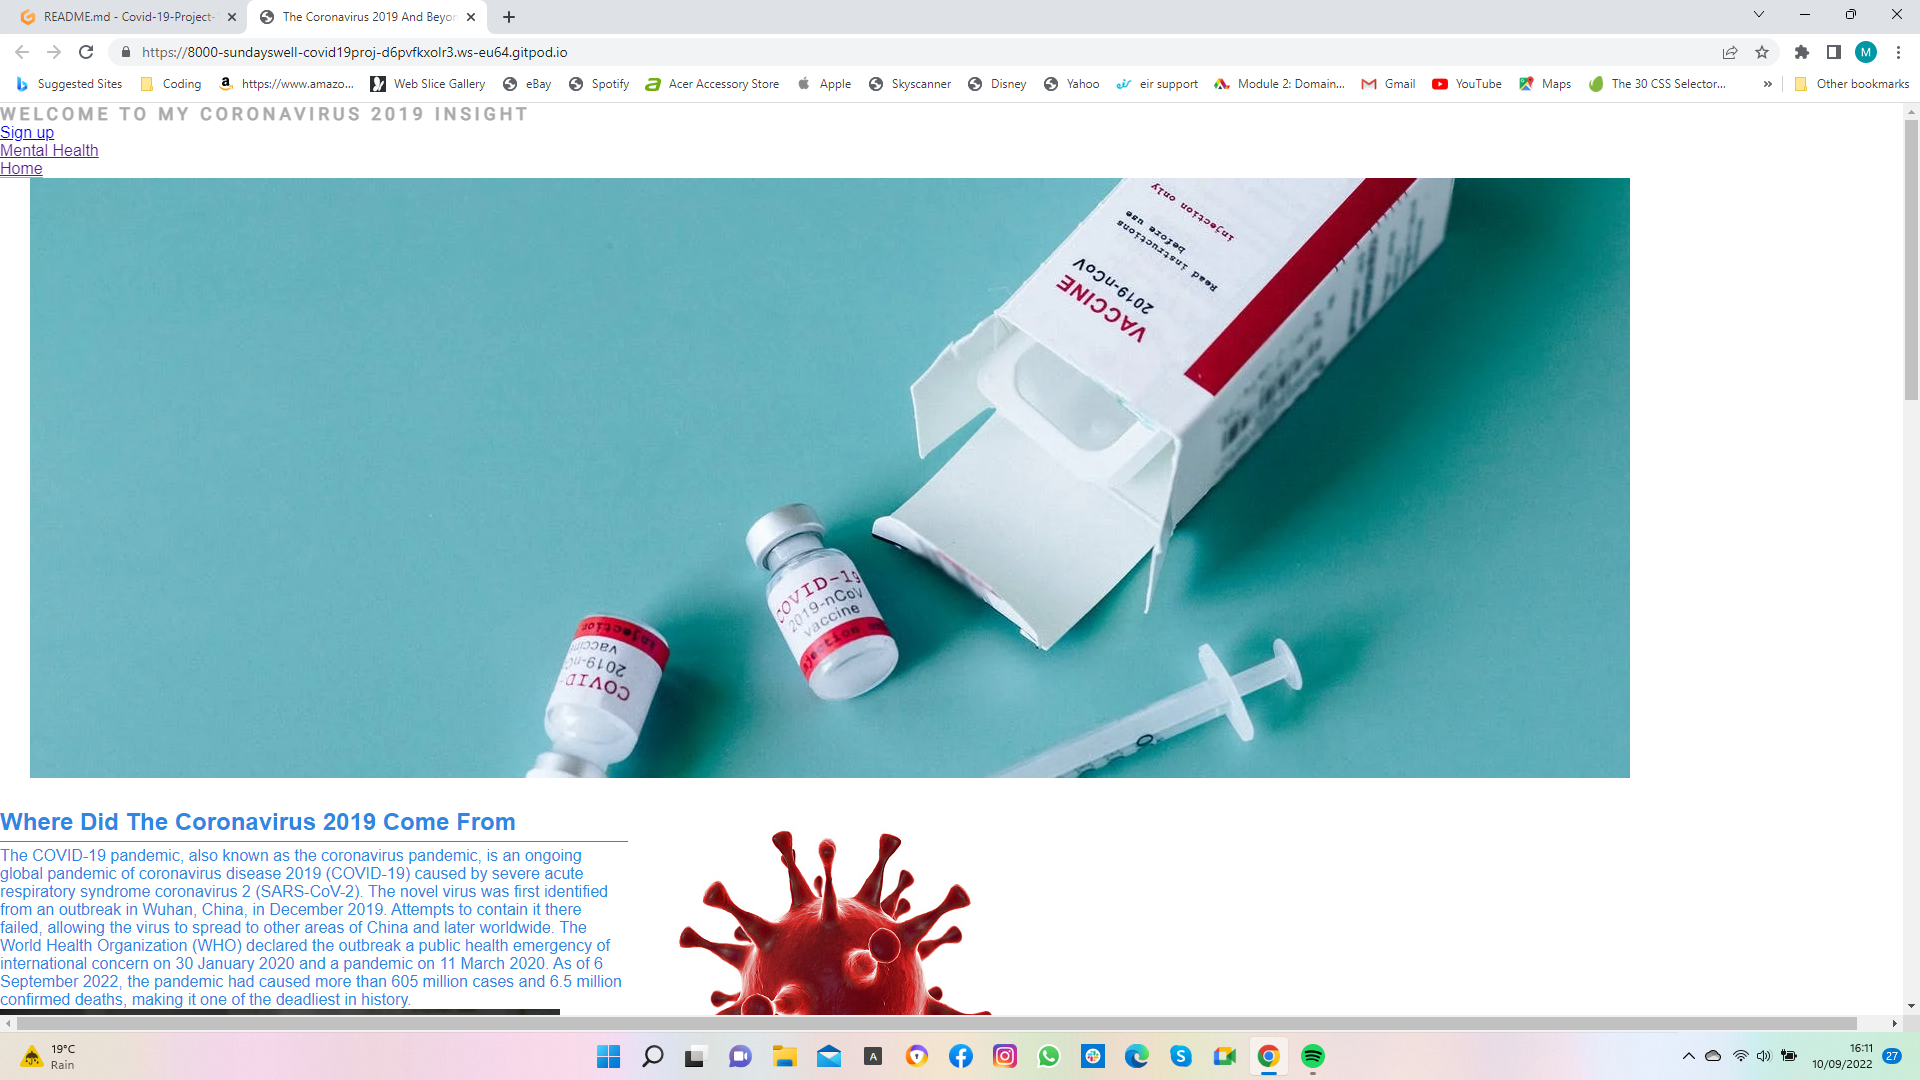 README.md - Covid-19-Project-
The Coronavirus 2019 And Beyon
https://8000-sundayswell-covid19proj-d6pvfkxolr3.ws-eu64.gitpod.io
M
Suggested Sites
Coding
https://www.amazo...
Web Slice Gallery
eBay
Spotify
Acer Accessory Store
Apple
Skyscanner
Disney
Yahoo
eir support
Module 2: Domain...
Gmail
YouTube
Maps
The 30 CSS Selector...
»
Other bookmarks
WELCOME TO MY CORONAVIRUS 2019 INSIGHT
Sign up
Mental Health
Home
injection only
before use
Read instructions
2019-nCoV
VACCINE
COVID-19
2019-nCoV
vaccine
injection
vaccine
2019-nCo
COVID-
Where Did The Coronavirus 2019 Come From
The COVID-19 pandemic, also known as the coronavirus pandemic, is an ongoing
global pandemic of coronavirus disease 2019 (COVID-19) caused by severe acute
respiratory syndrome coronavirus 2 (SARS-CoV-2). The novel virus was first identified
from an outbreak in Wuhan, China, in December 2019. Attempts to contain it there
failed, allowing the virus to spread to other areas of China and later worldwide. The
World Health Organization (WHO) declared the outbreak a public health emergency of
international concern on 30 January 2020 and a pandemic on 11 March 2020. As of 6
September 2022, the pandemic had caused more than 605 million cases and 6.5 million
confirmed deaths, making it one of the deadliest in history.
19°C
Rain
A
16:11
10/09/2022
27